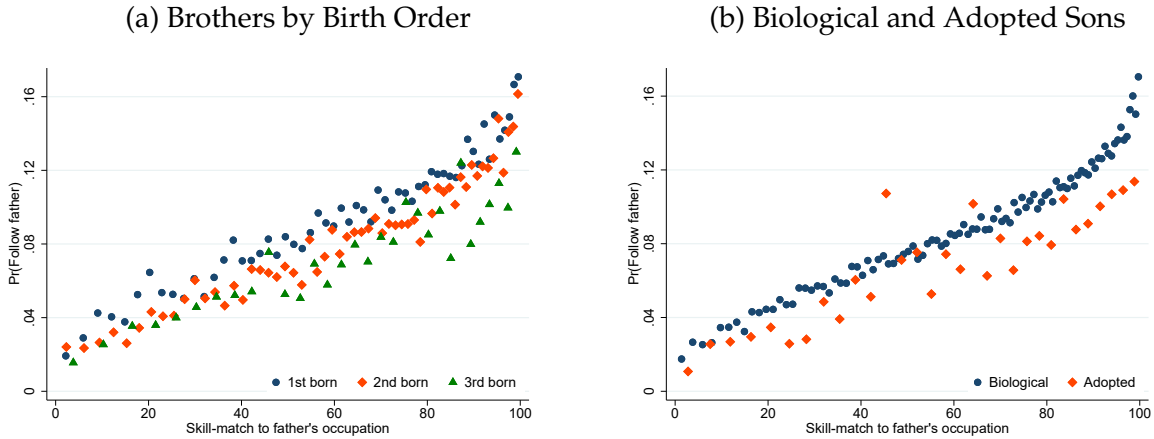 (a) Brothers by Birth Order
.16
.12
.08
.04
0
Pr(Follow father)
1st born 2nd born 3rd born
0 20 40 60 80 100
Skill-match to father's occupation
(b) Biological and Adopted Sons
.16
.12
.08
.04
0
Pr(Follow father)
Biological Adopted
0 20 40 60 80 100
Skill-match to father's occupation